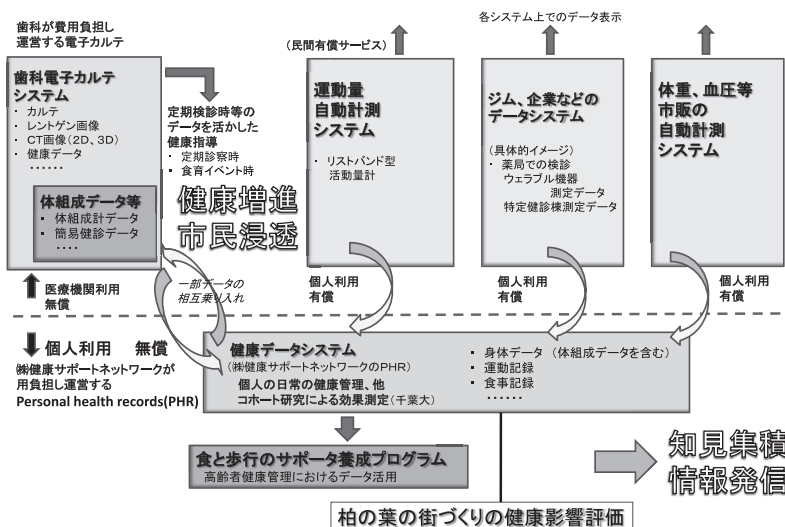 歯科が費用負担し
運営する電子カルテ
歯科電子カルテ
システム
・ カルテ
・ レントゲン画像
・ CT画像（2D、3D）
・ 健康データ
・・・・・・
体組成データ等
・ 体組成計データ
・ 簡易健診データ
・・・・
定期検診時等の
データを活かした
健康指導
・ 定期診察時
・ 食育イベント時
健康増進
市民浸透
（民間有償サービス）
運動量
自動計測
システム
・ リストバンド型
活動量計
各システム上でのデータ表示
ジム、企業などの
データシステム
（具体的イメージ）
・ 薬局での検診
ウェラブル機器
測定データ
特定健診棟測定データ
体重、血圧等
市販の
自動計測
システム
医療機関利用
無償
一部データの
相互乗り入れ
個人利用
有償
個人利用
有償
個人利用
有償
個人利用 無償
㈱健康サポートネットワークが
用負担し運営する
Personal health records(PHR)
健康データシステム
（㈱健康サポートネットワークのPHR）
個人の日常の健康管理、他
コホート研究による効果測定（千葉大）
・ 身体データ （体組成データを含む）
・ 運動記録
・ 食事記録
・・・・・・
食と歩行のサポータ養成プログラム
高齢者健康管理におけるデータ活用
知見集積
情報発信
柏の葉の街づくりの健康影響評価